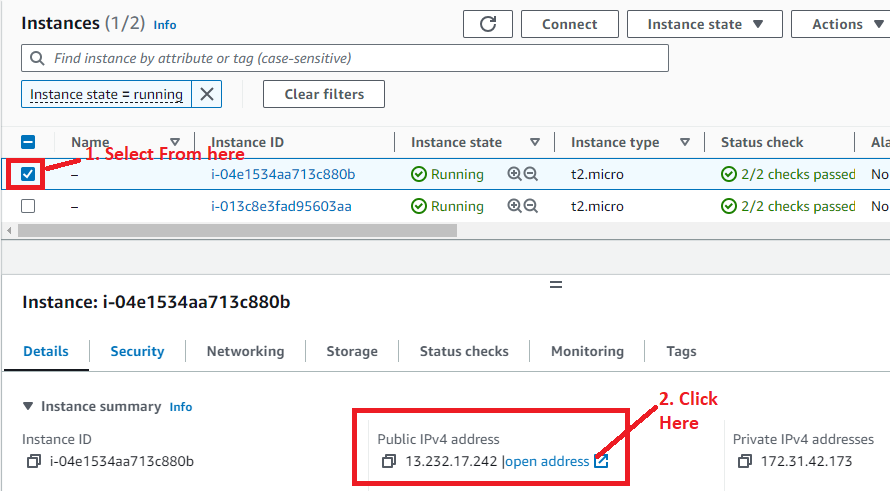 Instances (1/2) Info
Connect
Instance state
Actions
Find instance by attribute or tag (case-sensitive)
Instance state = running
Clear filters
Name Instance ID Instance state Instance type Status check Ala
1. Select From here
– i-04e1534aa713c880b Running t2.micro 2/2 checks passed No
– i-013c8e3fad95603aa Running t2.micro 2/2 checks passed No
Instance: i-04e1534aa713c880b
Details Security Networking Storage Status checks Monitoring Tags
2. Click
Here
Instance summary Info
Instance ID Public IPv4 address Private IPv4 addresses
i-04e1534aa713c880b 13.232.17.242 |open address 172.31.42.173